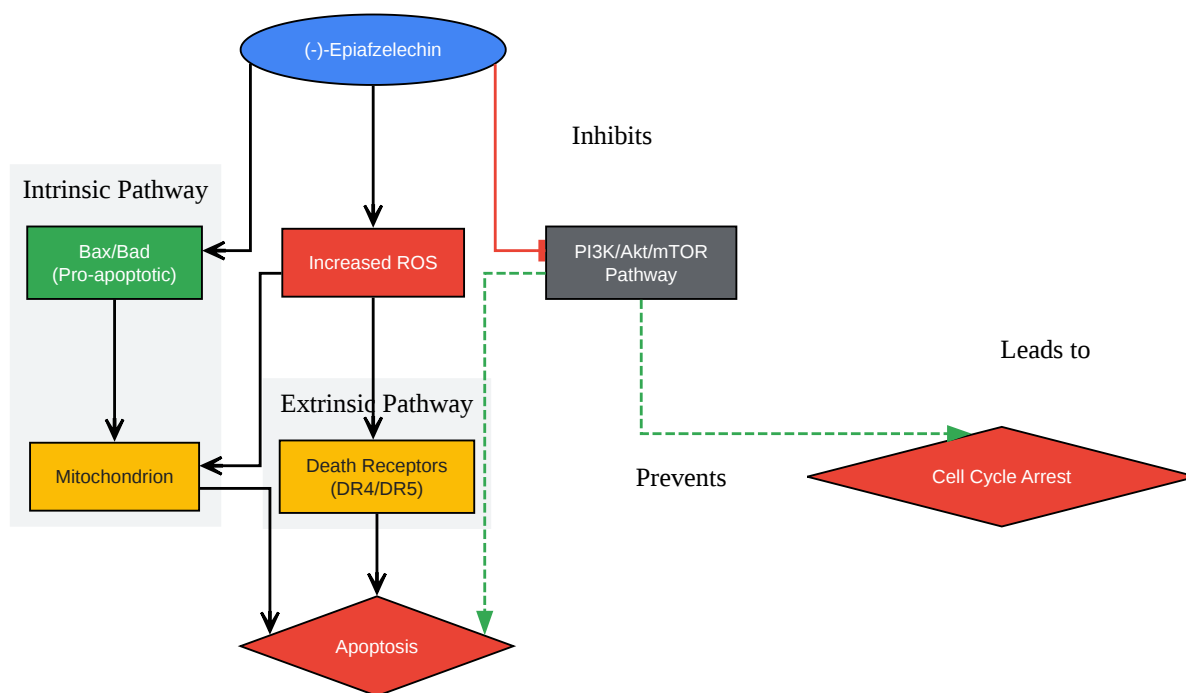 (-)-Epiafzelechin
Inhibits
Intrinsic Pathway
Bax/Bad
(Pro-apoptotic)
Increased ROS
PI3K/Akt/mTOR
Pathway
Leads to
Extrinsic Pathway
Mitochondrion
Death Receptors
(DR4/DR5)
Prevents
Cell Cycle Arrest
Apoptosis